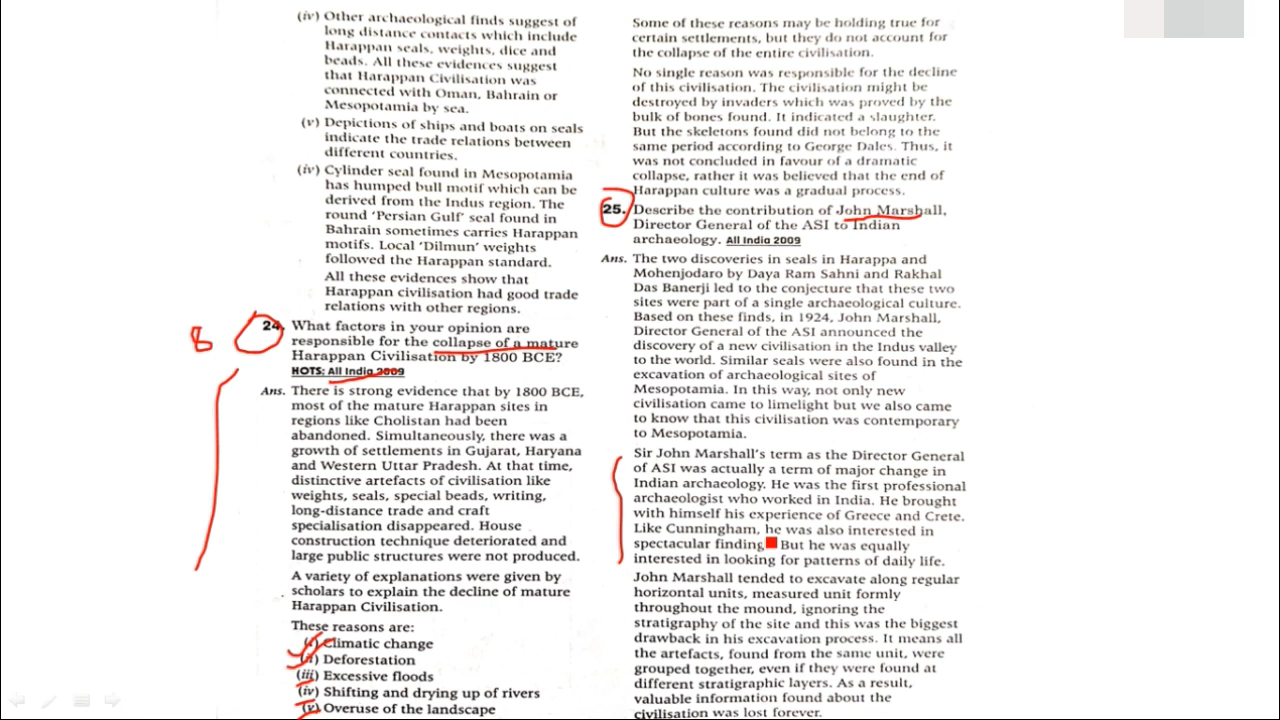 (iv) Other archaeological finds suggest of
long distance contacts which include
Harappan seals, weights, dice and
beads. All these evidences suggest
that Harappan Civilisation was
connected with Oman, Bahrain or
Mesopotamia by sea.
(v) Depictions of ships and boats on seals
indicate the trade relations between
different countries.
(iv) Cylinder seal found in Mesopotamia
has humped bull motif which can be
derived from the Indus region. The
round ‘Persian Gulf’ seal found in
Bahrain sometimes carries Harappan
motifs. Local ‘Dilmun’ weights
followed the Harappan standard.
All these evidences show that
Harappan civilisation had good trade
relations with other regions.
8
24. What factors in your opinion are
responsible for the collapse of a mature
Harappan Civilisation by 1800 BCE?
HOTS; All India 2009
Ans. There is strong evidence that by 1800 BCE,
most of the mature Harappan sites in
regions like Cholistan had been
abandoned. Simultaneously, there was a
growth of settlements in Gujarat, Haryana
and Western Uttar Pradesh. At that time,
distinctive artefacts of civilisation like
weights, seals, special beads, writing,
long-distance trade and craft
specialisation disappeared. House
construction technique deteriorated and
large public structures were not produced.
A variety of explanations were given by
scholars to explain the decline of mature
Harappan Civilisation.
These reasons are:
(i) Climatic change
(ii) Deforestation
(iii) Excessive floods
(iv) Shifting and drying up of rivers
(v) Overuse of the landscape
Some of these reasons may be holding true for
certain settlements, but they do not account for
the collapse of the entire civilisation.
No single reason was responsible for the decline
of this civilisation. The civilisation might be
destroyed by invaders which was proved by the
bulk of bones found. It indicated a slaughter.
But the skeletons found did not belong to the
same period according to George Dales. Thus, it
was not concluded in favour of a dramatic
collapse, rather it was believed that the end of
Harappan culture was a gradual process.
25. Describe the contribution of John Marshall,
Director General of the ASI to Indian
archaeology. All India 2009
Ans. The two discoveries in seals in Harappa and
Mohenjodaro by Daya Ram Sahni and Rakhal
Das Banerji led to the conjecture that these two
sites were part of a single archaeological culture.
Based on these finds, in 1924, John Marshall,
Director General of the ASI announced the
discovery of a new civilisation in the Indus valley
to the world. Similar seals were also found in the
excavation of archaeological sites of
Mesopotamia. In this way, not only new
civilisation came to limelight but we also came
to know that this civilisation was contemporary
to Mesopotamia.
Sir John Marshall's term as the Director General
of ASI was actually a term of major change in
Indian archaeology. He was the first professional
archaeologist who worked in India. He brought
with himself his experience of Greece and Crete.
Like Cunningham, he was also interested in
spectacular finding But he was equally
interested in looking for patterns of daily life.
John Marshall tended to excavate along regular
horizontal units, measured unit formly
throughout the mound, ignoring the
stratigraphy of the site and this was the biggest
drawback in his excavation process. It means all
the artefacts, found from the same unit, were
grouped together, even if they were found at
different stratigraphic layers. As a result,
valuable information found about the
civilisation was lost forever.